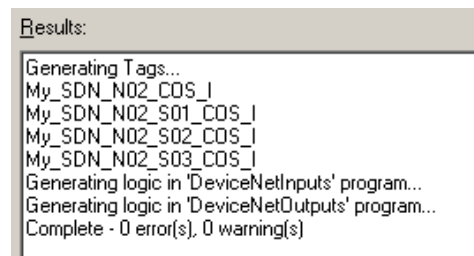 Results:
Generating Tags...
My_SDN_N02_COS_I
My_SDN_N02_S01_COS_I
My_SDN_N02_S02_COS_I
My_SDN_N02_S03_COS_I
Generating logic in 'DeviceNetInputs' program...
Generating logic in 'DeviceNetOutputs' program...
Complete - 0 error(s), 0 warning(s)